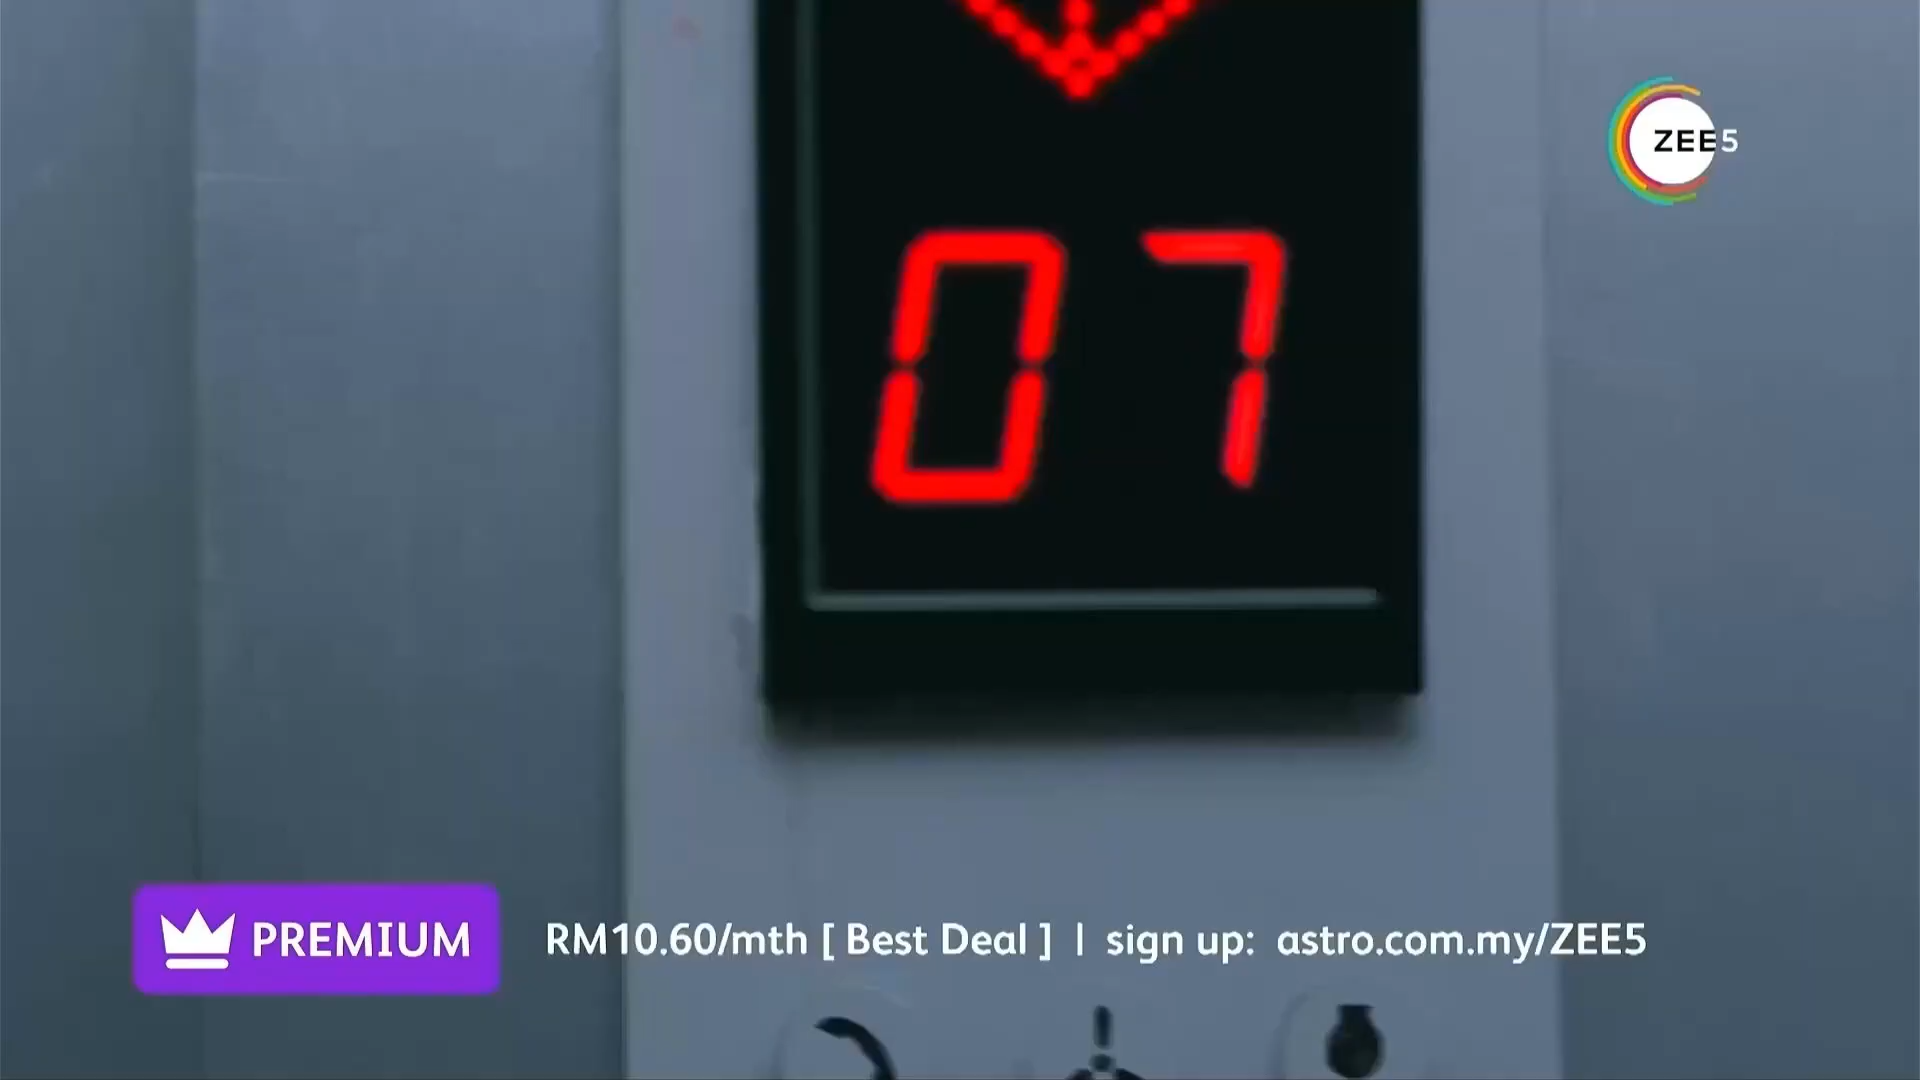 ZEE5
07
PREMIUM
RM10.60/mth [ Best Deal ] | sign up: astro.com.my/ZEE5